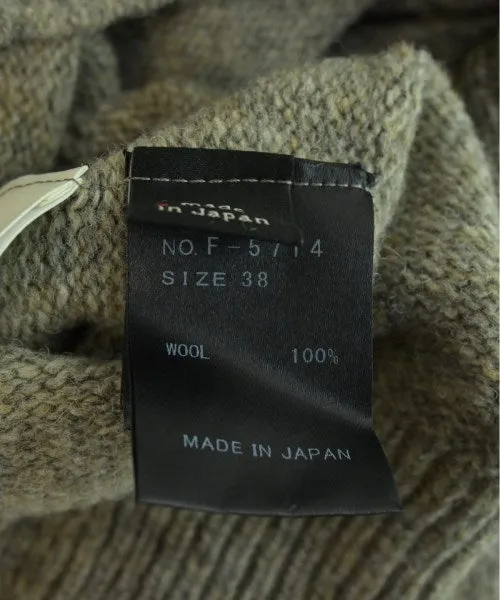 made
in Japan
NO. F-5714
SIZE 38
WOOL 100%
MADE IN JAPAN